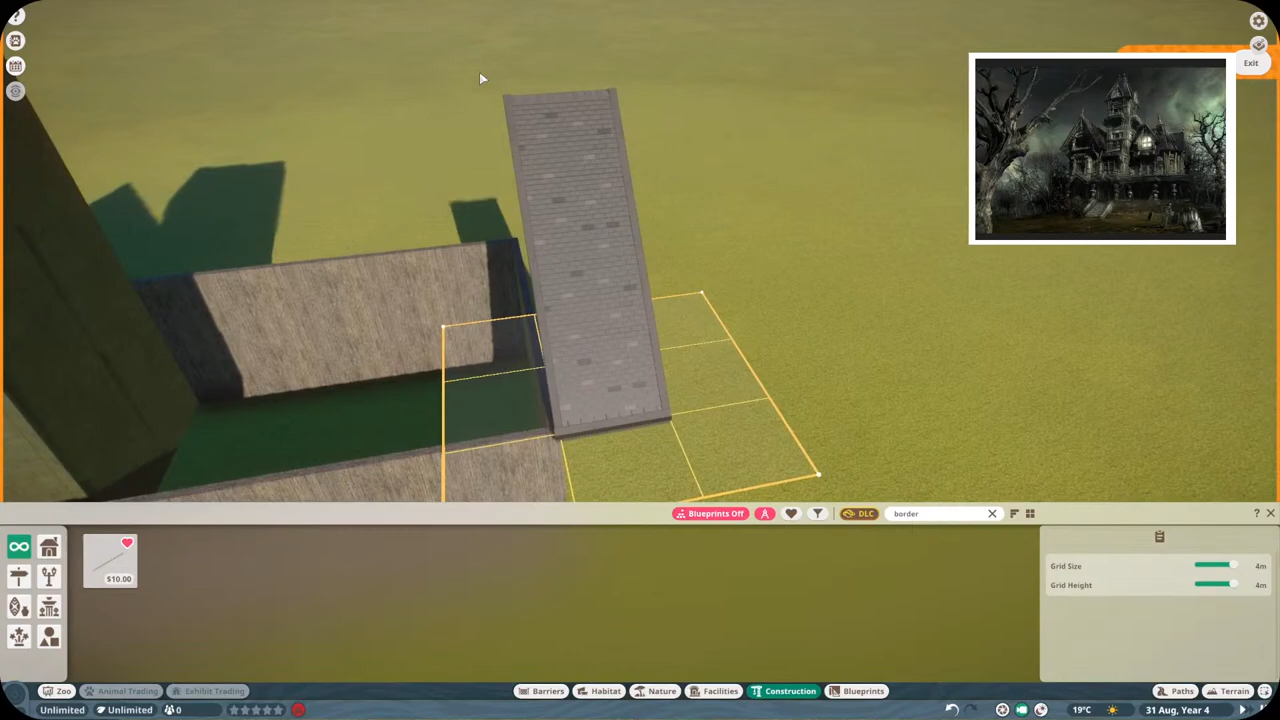 ?
Exit
Blueprints Off
DLC
border
?
$10.00
Grid Size 4m
Grid Height 4m
Zoo
Animal Trading
Exhibit Trading
Barriers
Habitat
Nature
Facilities
Construction
Blueprints
Paths
Terrain
Unlimited
Unlimited
0
19°C
31 Aug, Year 4